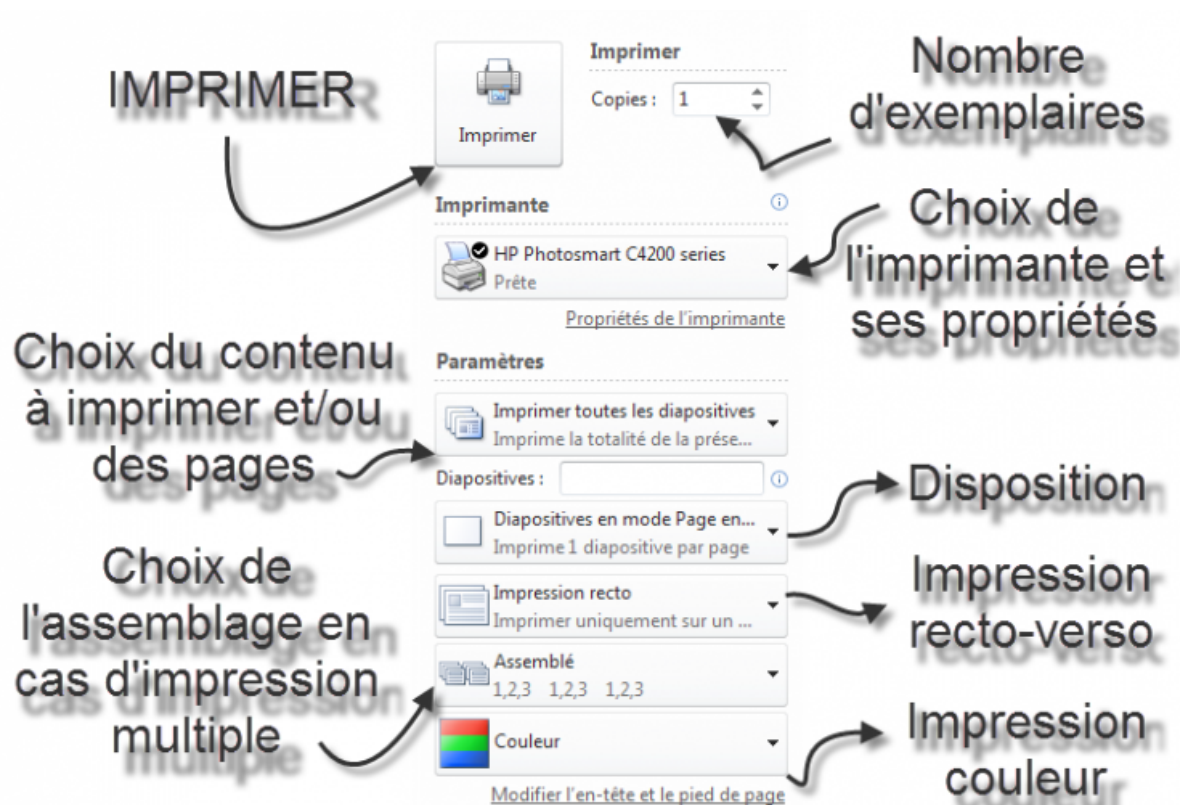 IMPRIMER
Imprimer
Imprimer
Copies : 1
Nombre
d'exemplaires
Imprimante
HP Photosmart C4200 series
Prête
Propriétés de l'imprimante
Choix de
l'imprimante et
ses propriétés
Choix du contenu
à imprimer et/ou
des pages
Paramètres
Imprimer toutes les diapositives
Imprime la totalité de la prése...
Diapositives :
Diapositives en mode Page en...
Imprime 1 diapositive par page
Disposition
Impression recto
Imprimer uniquement sur un ...
Impression
recto-verso
Choix de
l'assemblage en
cas d'impression
multiple
Assemblé
1,2,3 1,2,3 1,2,3
Couleur
Impression
couleur
Modifier l'en-tête et le pied de page